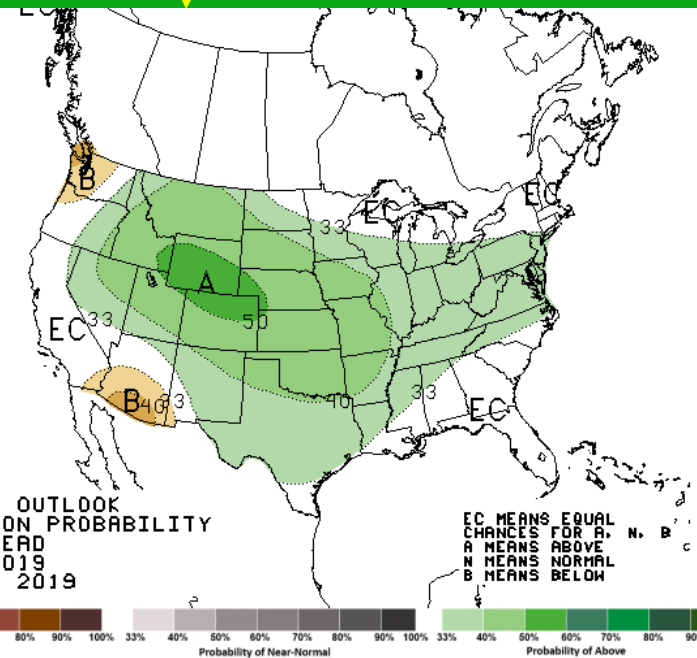 EC
B
EC
EC
33
A
50
EC
33
B
40
33
40
33
EC
OUTLOOK
ON PROBABILITY
EAD
019
2019
EC MEANS EQUAL
CHANCES FOR A, N, B
A MEANS ABOVE
N MEANS NORMAL
B MEANS BELOW
80% 90% 100% 33% 40% 50% 60% 70% 80% 90% 100% 33% 40% 50% 60% 70% 80% 90
Probability of Near-Normal Probability of Above